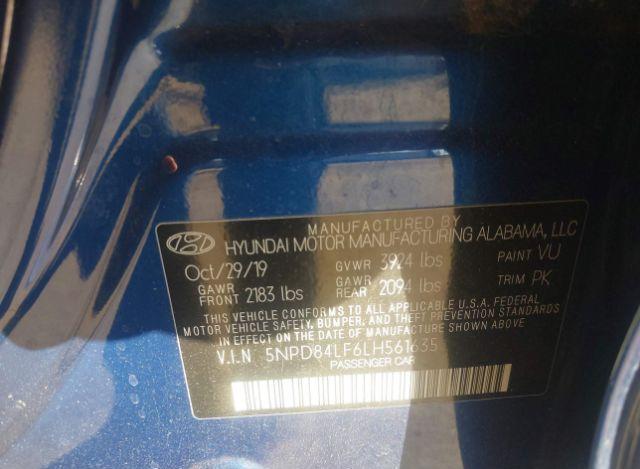 MANUFACTURED BY
HYUNDAI MOTOR MANUFACTURING ALABAMA, LLC
Oct/29/19 GVWR 3924 lbs PAINT VU
GAWR FRONT 2183 lbs GAWR REAR 2094 lbs TRIM PK
THIS VEHICLE CONFORMS TO ALL APPLICABLE U.S.A. FEDERAL
MOTOR VEHICLE SAFETY, BUMPER, AND THEFT PREVENTION STANDARDS
IN EFFECT ON THE DATE OF MANUFACTURE SHOWN ABOVE.
V.I.N 5NPD84LF6LH561635
PASSENGER CAR